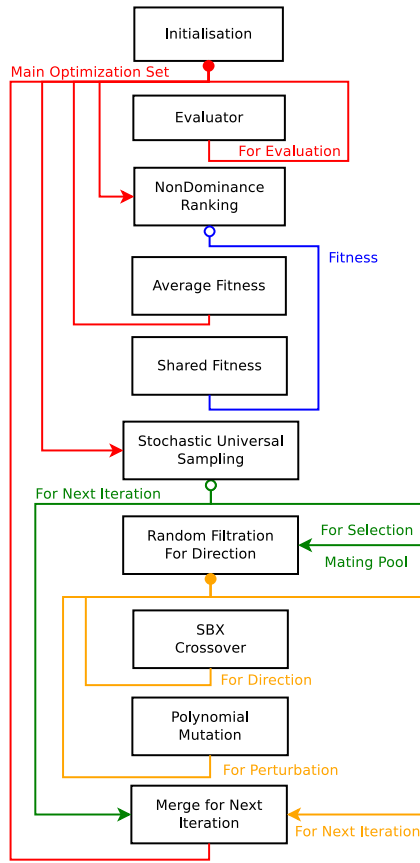 Initialisation
Main Optimization Set
Evaluator
For Evaluation
NonDominance
Ranking
Fitness
Average Fitness
Shared Fitness
Stochastic Universal
Sampling
For Next Iteration
For Selection
Random Filtration
For Direction
Mating Pool
SBX
Crossover
For Direction
Polynomial
Mutation
For Perturbation
Merge for Next
Iteration
For Next Iteration